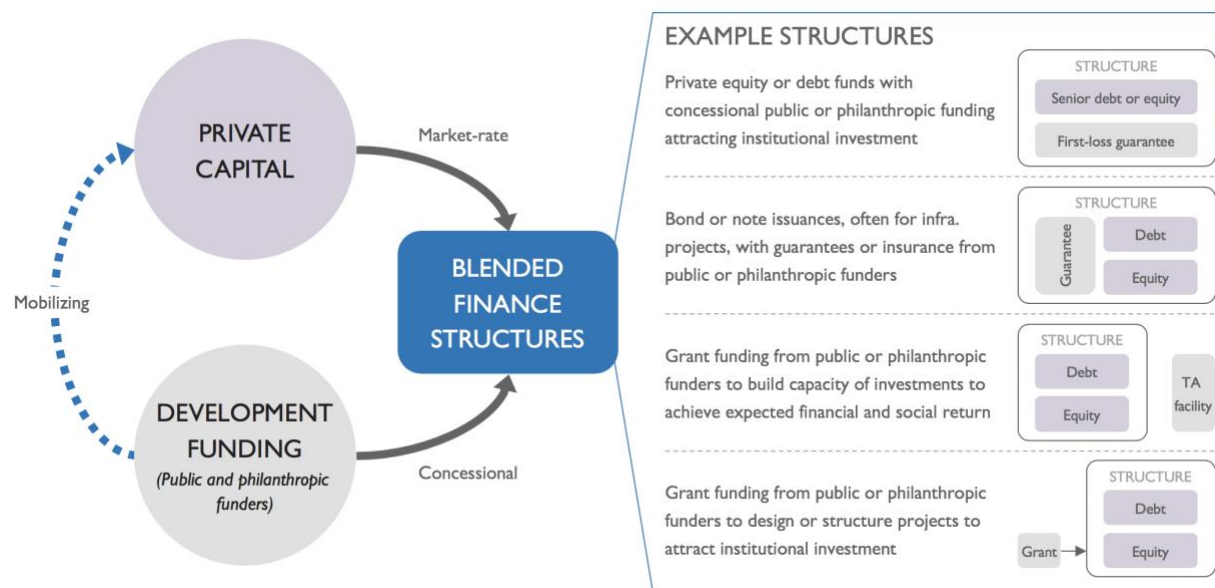 PRIVATE
CAPITAL
Market-rate
Mobilizing
BLENDED
FINANCE
STRUCTURES
DEVELOPMENT
FUNDING
(Public and philanthropic
funders)
Concessional
EXAMPLE STRUCTURES
Private equity or debt funds with
concessional public or philanthropic funding
attracting institutional investment
STRUCTURE
Senior debt or equity
First-loss guarantee
Bond or note issuances, often for infra.
projects, with guarantees or insurance from
public or philanthropic funders
STRUCTURE
Guarantee
Debt
Equity
Grant funding from public or philanthropic
funders to build capacity of investments to
achieve expected financial and social return
STRUCTURE
Debt
Equity
TA
facility
Grant funding from public or philanthropic
funders to design or structure projects to
attract institutional investment
Grant
STRUCTURE
Debt
Equity